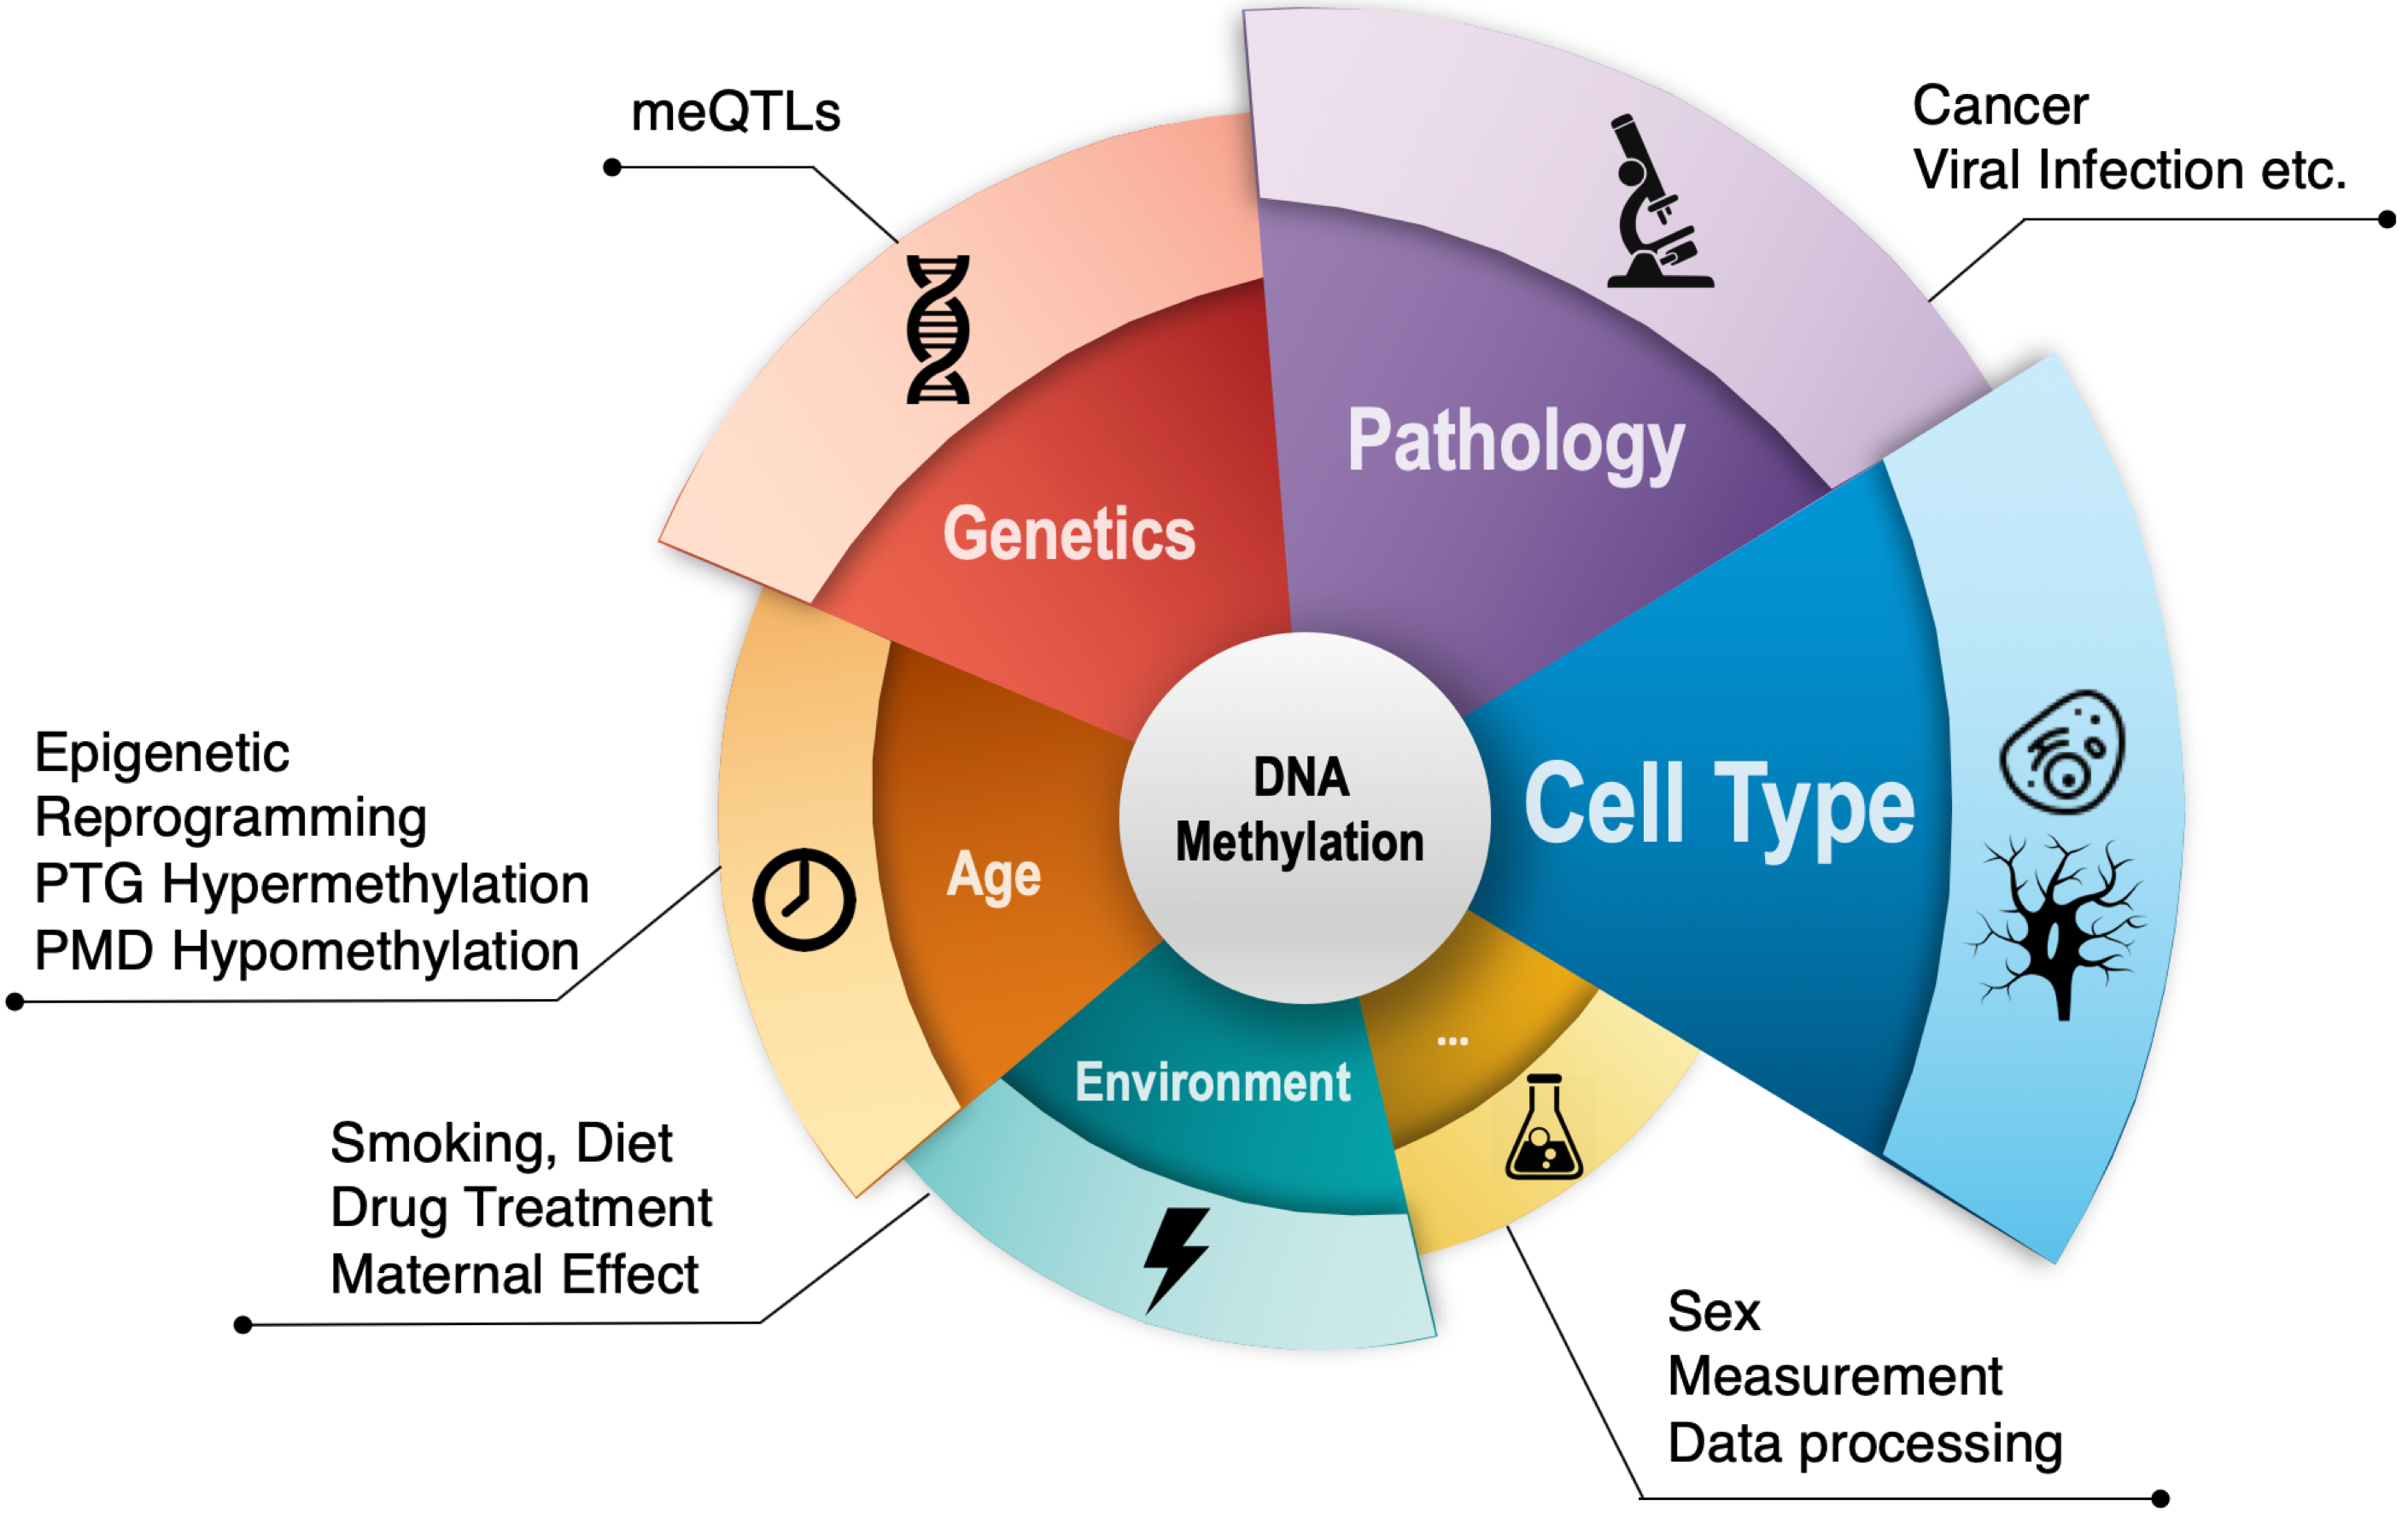 meQTLs
Cancer
Viral Infection etc.
Pathology
Genetics
Cell Type
DNA
Methylation
Age
Environment
...
Epigenetic
Reprogramming
PTG Hypermethylation
PMD Hypomethylation
Smoking, Diet
Drug Treatment
Maternal Effect
Sex
Measurement
Data processing